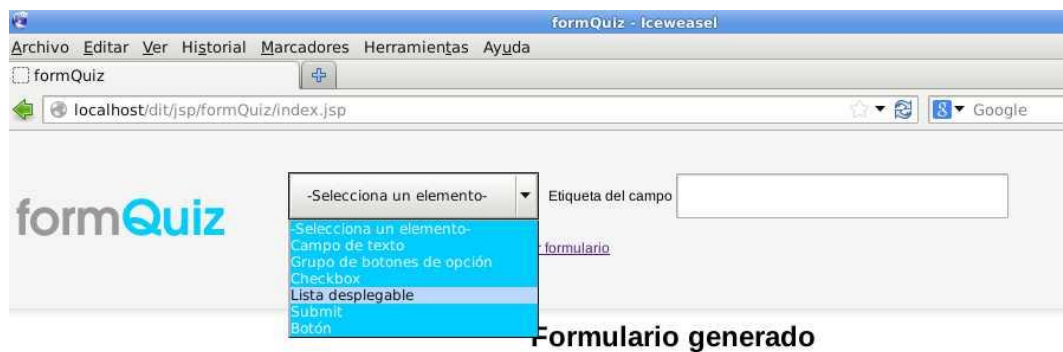 formQuiz - Iceweasel
Archivo Editar Ver Historial Marcadores Herramientas Ayuda
formQuiz
localhost/dit/jsp/formQuiz/index.jsp
Google
formQuiz
-Selecciona un elemento-
Etiqueta del campo
-Selecciona un elemento-
Campo de texto
Grupo de botones de opción
Checkbox
Lista desplegable
Submit
Botón
formulario
Formulario generado